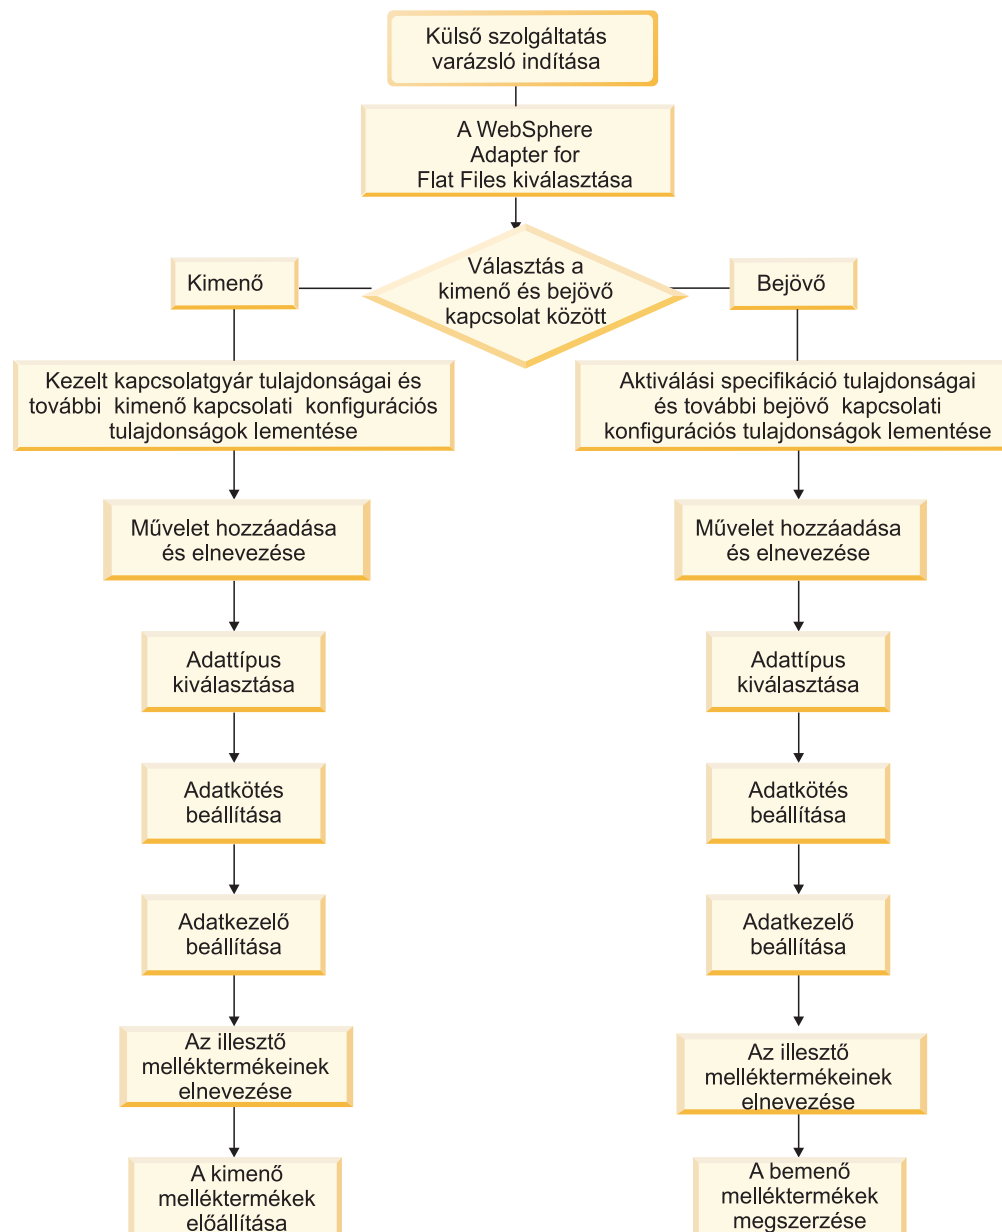 Külső szolgáltatás
varázsló indítása
A WebSphere
Adapter for
Flat Files kiválasztása
Választás a
kimenő és bejövő
kapcsolat között
Kimenő
Bejövő
Kezelt kapcsolatgyár tulajdonságai és
további kimenő kapcsolati konfigurációs
tulajdonságok lementése
Művelet hozzáadása
és elnevezése
Adattípus
kiválasztása
Adatkötés
beállítása
Adatkezelő
beállítása
Az illesztő
melléktermékeinek
elnevezése
A kimenő
melléktermékek
előállítása
Aktiválási specifikáció tulajdonságai
és további bejövő kapcsolati
konfigurációs tulajdonságok lementése
Művelet hozzáadása
és elnevezése
Adattípus
kiválasztása
Adatkötés
beállítása
Adatkezelő
beállítása
Az illesztő
melléktermékeinek
elnevezése
A bemenő
melléktermékek
megszerzése